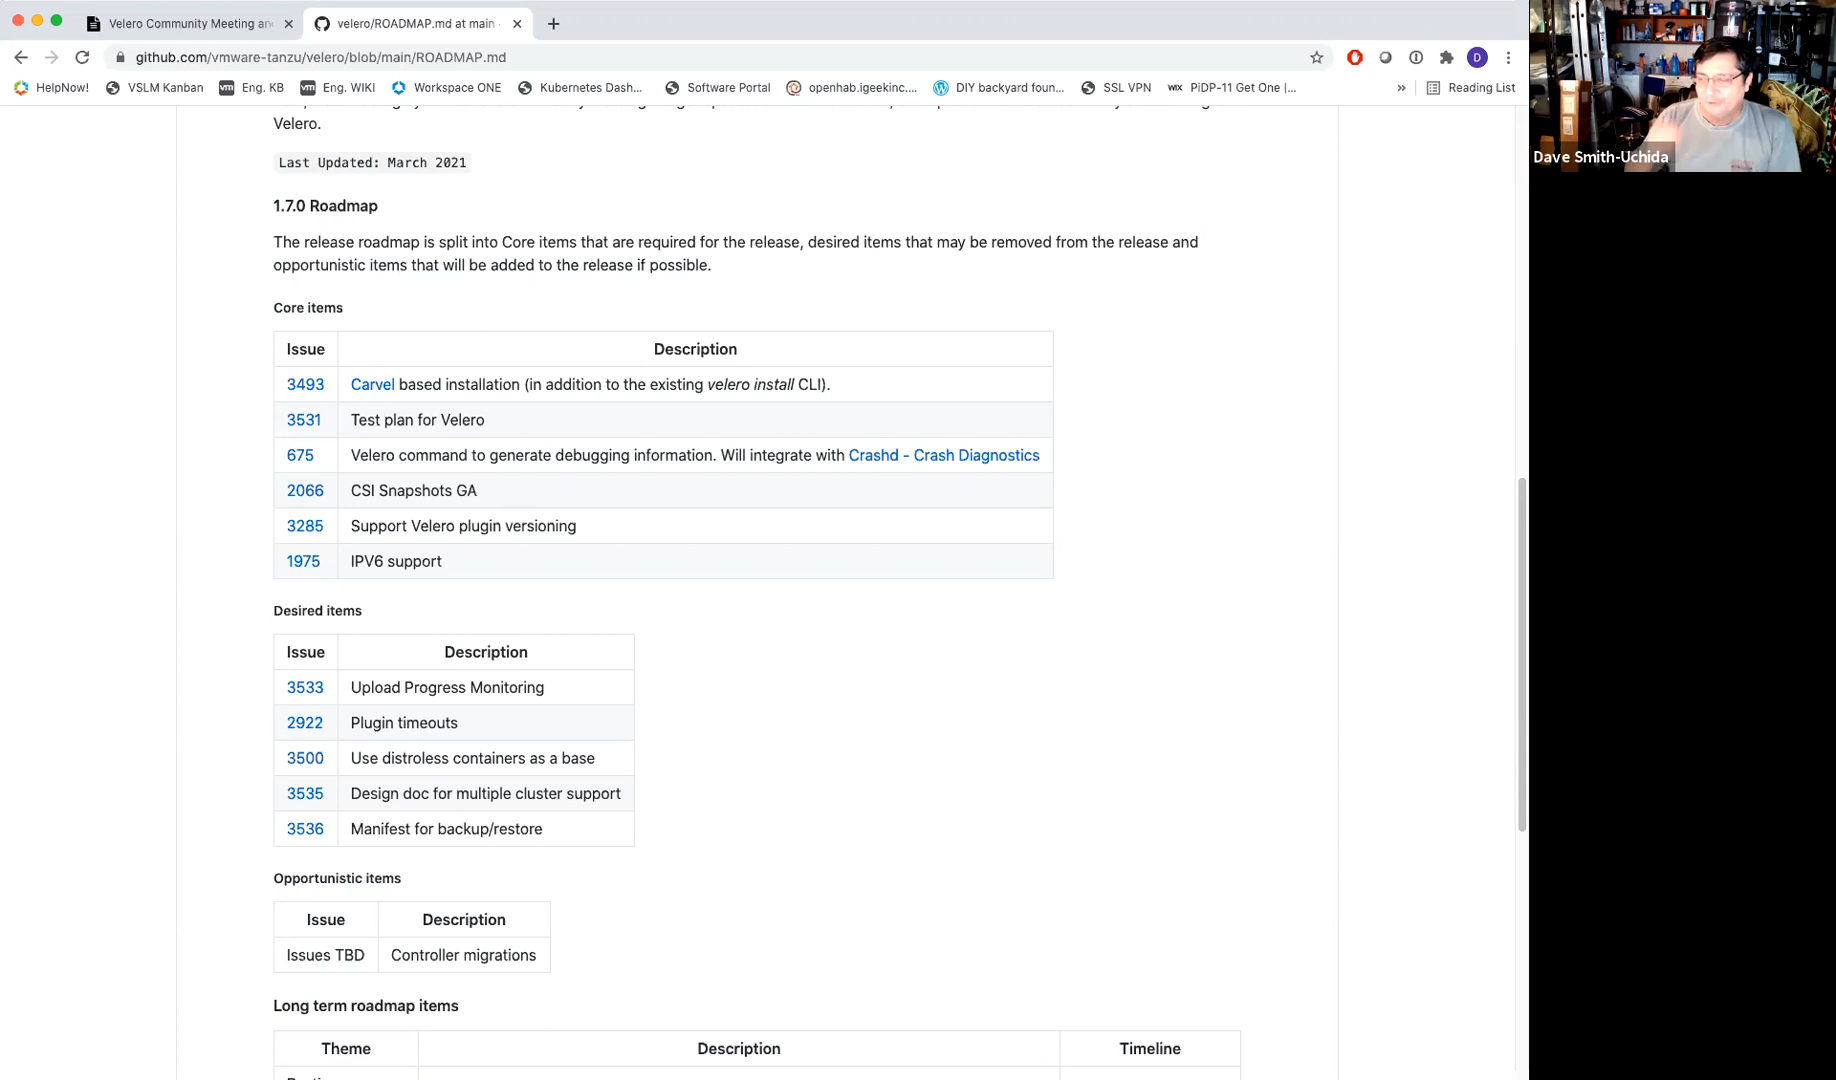 Velero Community Meeting an
velero/ROADMAP.md at main ·
github.com/vmware-tanzu/velero/blob/main/ROADMAP.md
D
HelpNow!
VSLM Kanban
vm Eng. KB
vm Eng. WIKI
Workspace ONE
Kubernetes Dash...
Software Portal
openhab.igeekinc....
DIY backyard foun...
SSL VPN
WIX PiDP-11 Get One |...
»
Reading List
Velero.
Last Updated: March 2021
1.7.0 Roadmap
The release roadmap is split into Core items that are required for the release, desired items that may be removed from the release and
opportunistic items that will be added to the release if possible.
Core items
Issue Description
3493 Carvel based installation (in addition to the existing velero install CLI).
3531 Test plan for Velero
675 Velero command to generate debugging information. Will integrate with Crashd - Crash Diagnostics
2066 CSI Snapshots GA
3285 Support Velero plugin versioning
1975 IPV6 support
Desired items
Issue Description
3533 Upload Progress Monitoring
2922 Plugin timeouts
3500 Use distroless containers as a base
3535 Design doc for multiple cluster support
3536 Manifest for backup/restore
Opportunistic items
Issue Description
Issues TBD Controller migrations
Long term roadmap items
Theme Description Timeline
Dave Smith-Uchida